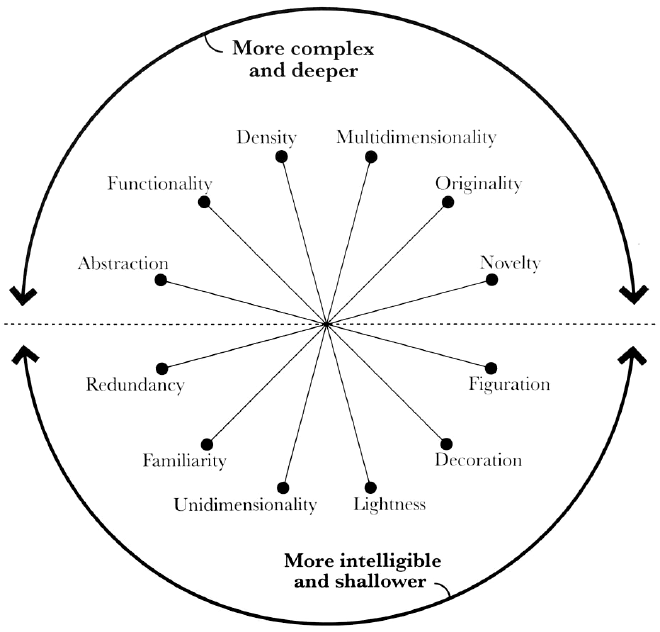 More complex
and deeper
Density
Multidimensionality
Functionality
Originality
Abstraction
Novelty
Redundancy
Figuration
Familiarity
Decoration
Unidimensionality
Lightness
More intelligible
and shallower